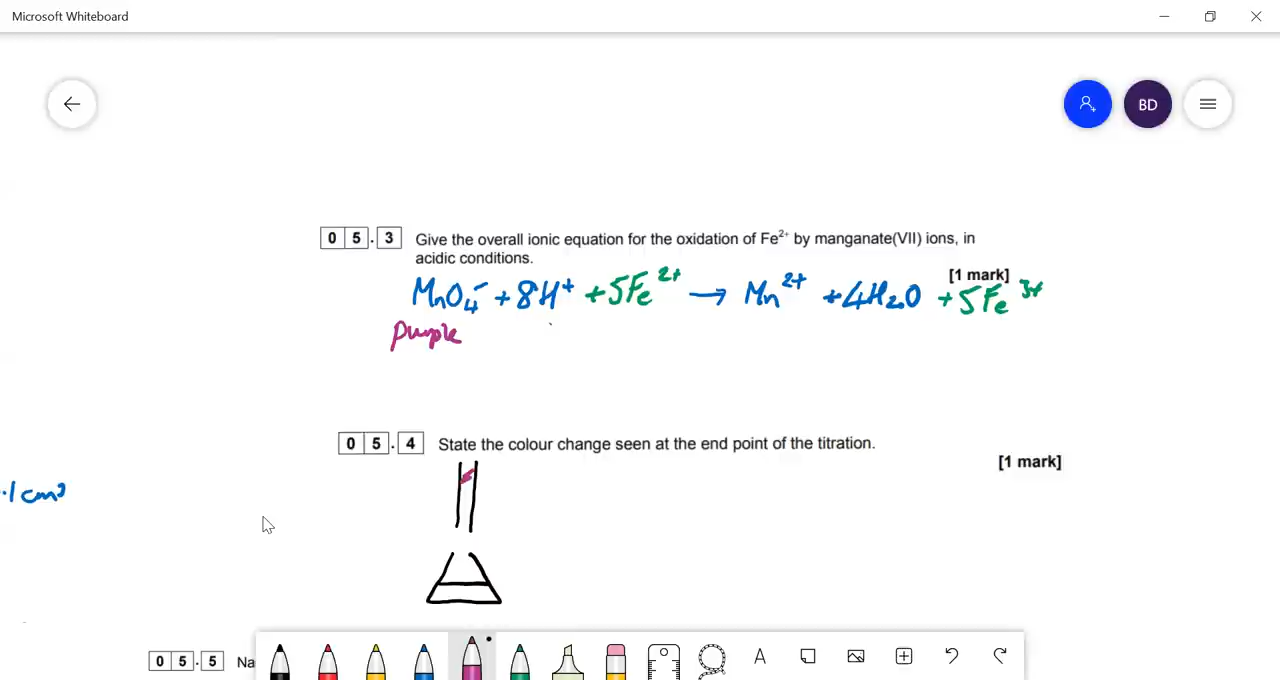 Microsoft Whiteboard
BD
0 5 . 3 Give the overall ionic equation for the oxidation of Fe²⁺ by manganate(VII) ions, in
acidic conditions.
[1 mark]
MnO₄⁻ + 8H⁺ + 5Fe²⁺ → Mn²⁺ + 4H₂O + 5Fe³⁺
purple
0 5 . 4 State the colour change seen at the end point of the titration.
[1 mark]
.1 cm³
0 5 . 5 Na
A